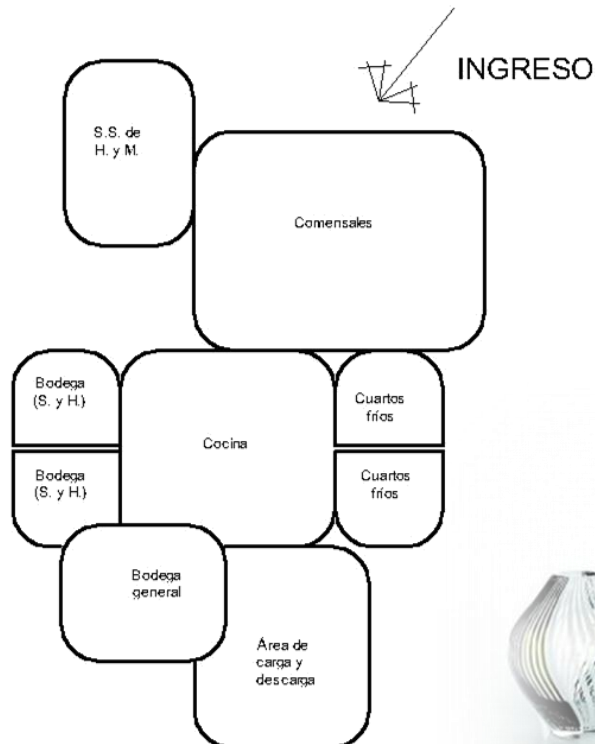 INGRESO
S.S. de
H. y M.
Comensales
Bodega
(S. y H.)
Cocina
Cuartos
fríos
Bodega
(S. y H.)
Cuartos
fríos
Bodega
general
Área de
carga y
descarga